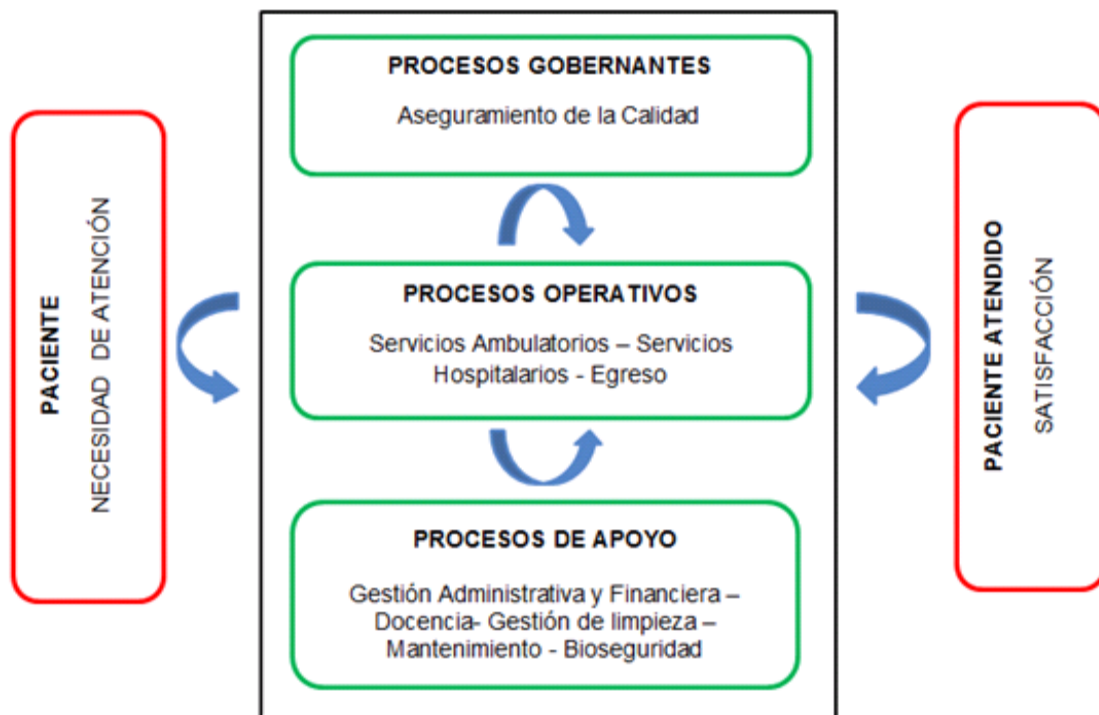 PACIENTE
NECESIDAD DE ATENCIÓN
PROCESOS GOBERNANTES
Aseguramiento de la Calidad
PROCESOS OPERATIVOS
Servicios Ambulatorios – Servicios
Hospitalarios - Egreso
PROCESOS DE APOYO
Gestión Administrativa y Financiera –
Docencia- Gestión de limpieza –
Mantenimiento - Bioseguridad
PACIENTE ATENDIDO
SATISFACCIÓN